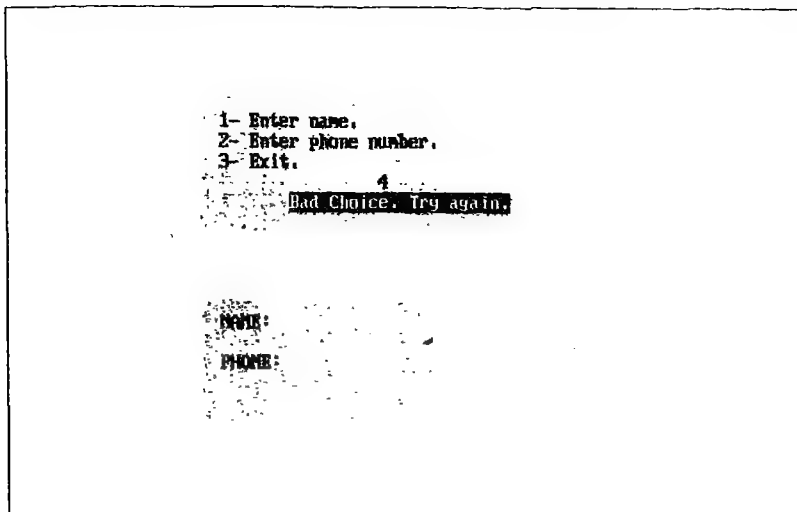 1- Enter name.
2- Enter phone number.
3- Exit.
4
Bad Choice. Try again.
NAME:
PHONE: